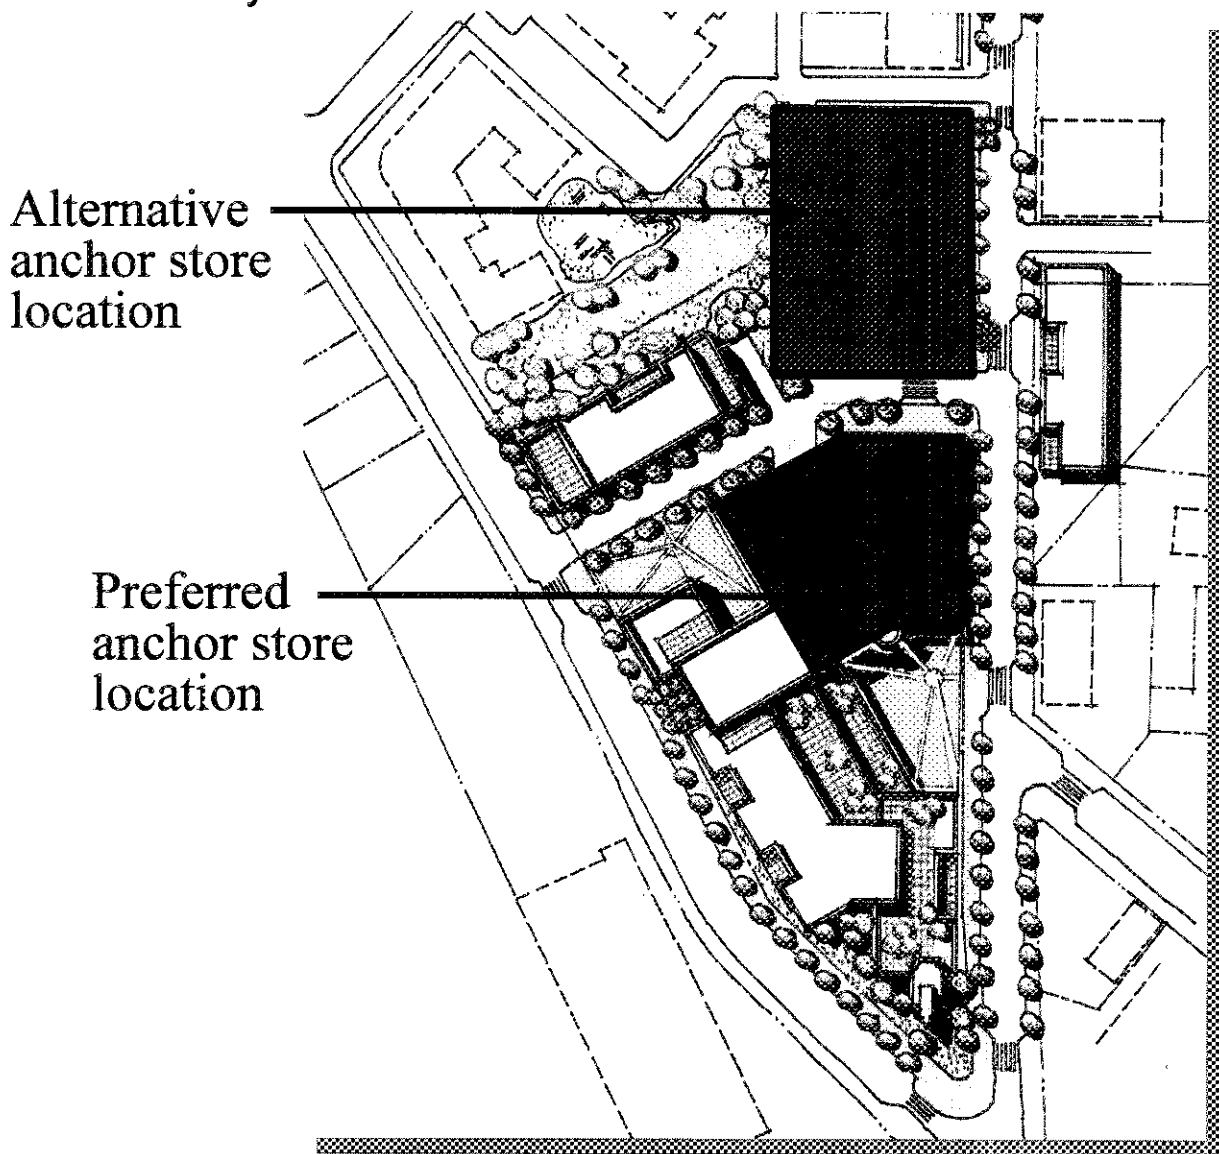 Alternative
anchor store
location
Preferred
anchor store
location